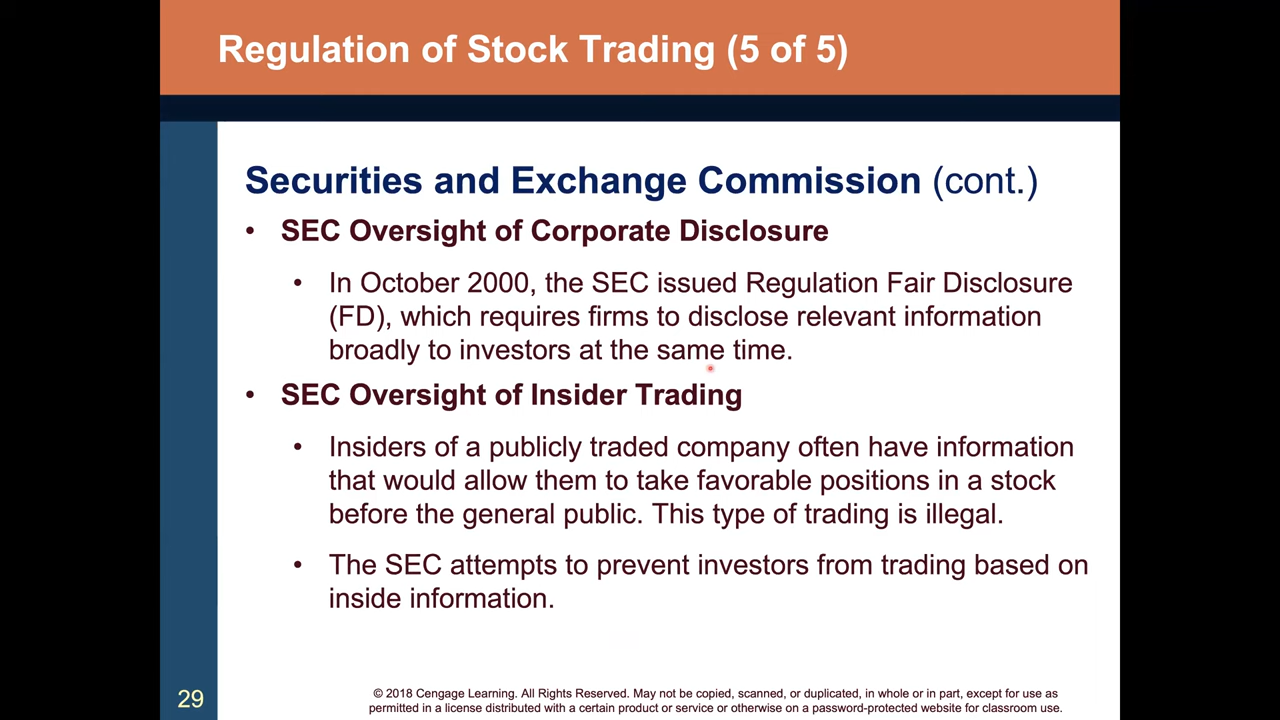 Regulation of Stock Trading (5 of 5)
Securities and Exchange Commission (cont.)
• SEC Oversight of Corporate Disclosure
• In October 2000, the SEC issued Regulation Fair Disclosure
(FD), which requires firms to disclose relevant information
broadly to investors at the same time.
• SEC Oversight of Insider Trading
• Insiders of a publicly traded company often have information
that would allow them to take favorable positions in a stock
before the general public. This type of trading is illegal.
• The SEC attempts to prevent investors from trading based on
inside information.
29
© 2018 Cengage Learning. All Rights Reserved. May not be copied, scanned, or duplicated, in whole or in part, except for use as
permitted in a license distributed with a certain product or service or otherwise on a password-protected website for classroom use.